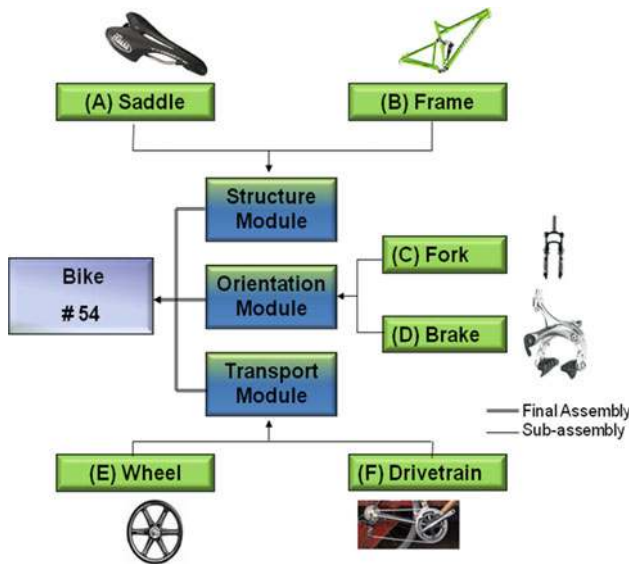 (A) Saddle
(B) Frame
Structure
Module
Bike
# 54
Orientation
Module
(C) Fork
(D) Brake
Transport
Module
Final Assembly
Sub-assembly
(E) Wheel
(F) Drivetrain